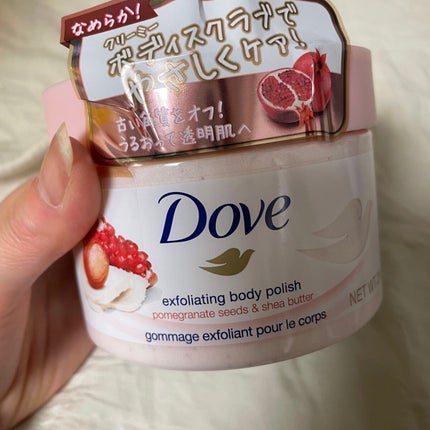 なめらか!
クリーミー
ボディスクラブで
やさしくケア!
古い角質をオフ!
うるおって透明肌へ
Dove
exfoliating body polish
pomegranate seeds & shea butter
gommage exfoliant pour le corps
NET